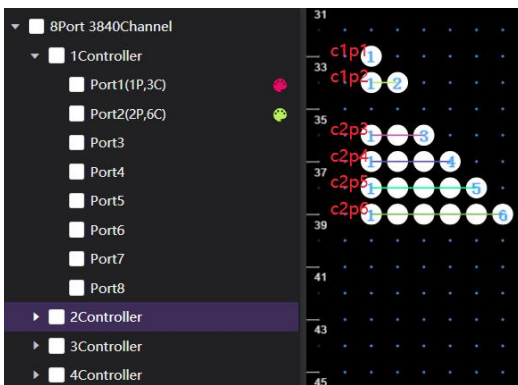 8Port 3840Channel
1Controller
Port1(1P,3C)
Port2(2P,6C)
Port3
Port4
Port5
Port6
Port7
Port8
2Controller
3Controller
4Controller
31
33
35
37
39
41
43
45
c1p1 1
c1p2 1 2
c2p3 1 3
c2p4 1 4
c2p5 1 5
c2p6 1 6